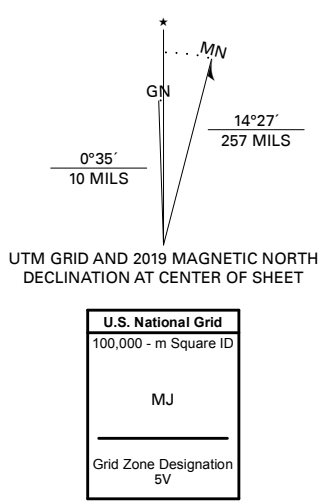 ★
MN
GN
14°27´
257 MILS
0°35´
10 MILS
UTM GRID AND 2019 MAGNETIC NORTH
DECLINATION AT CENTER OF SHEET
U.S. National Grid
100,000 - m Square ID
MJ
Grid Zone Designation
5V